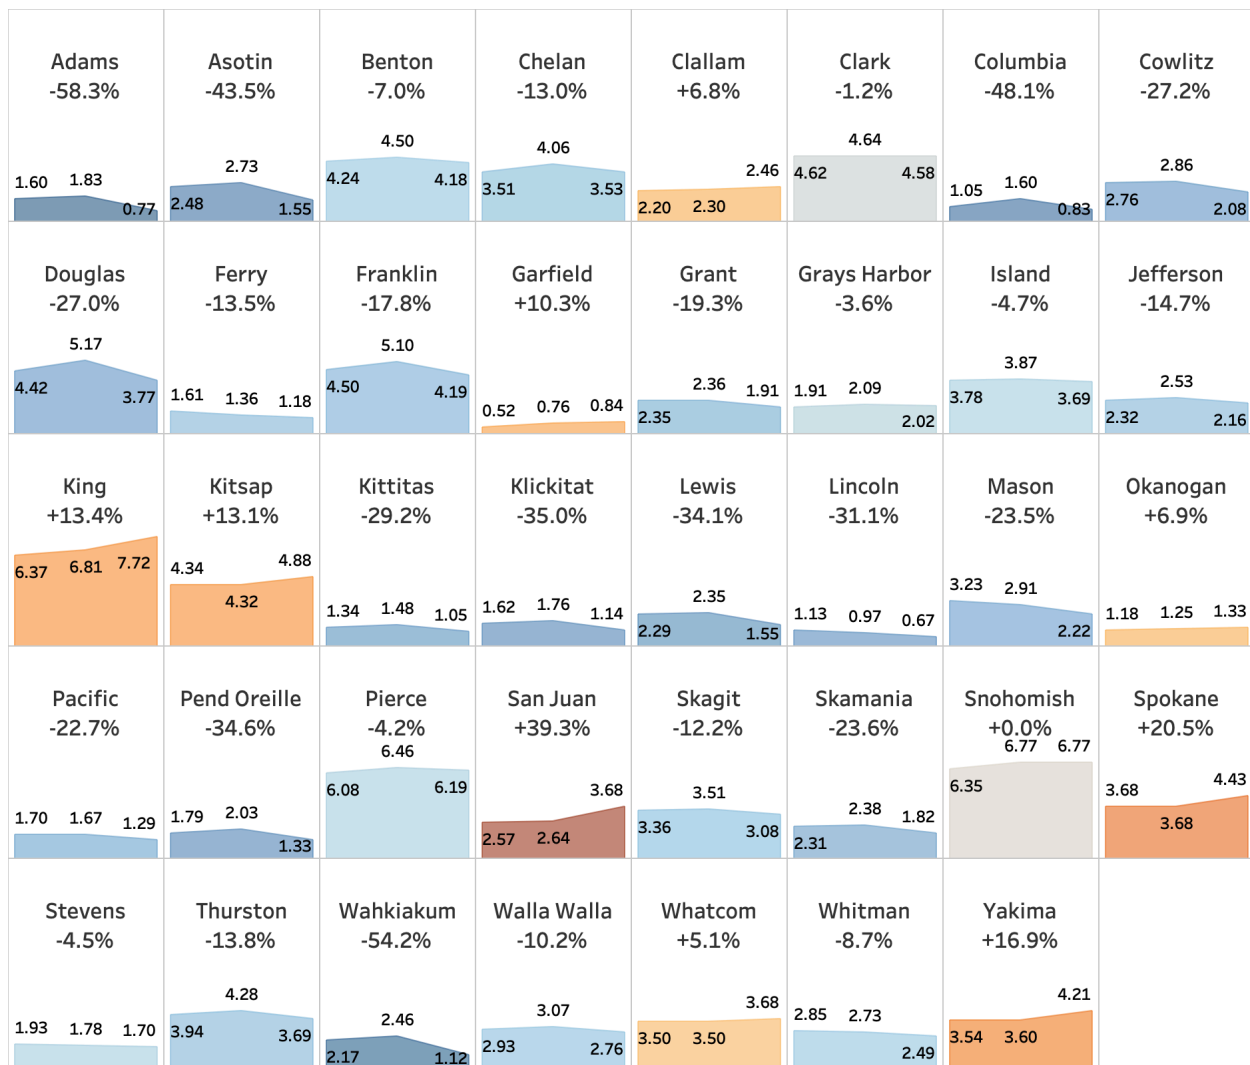 Adams Asotin Benton Chelan Clallam Clark Columbia Cowlitz
-58.3% -43.5% -7.0% -13.0% +6.8% -1.2% -48.1% -27.2%
1.60 1.83 0.77 2.48 2.73 1.55 4.24 4.50 4.18 3.51 4.06 3.53 2.20 2.30 2.46 4.62 4.64 4.58 1.05 1.60 0.83 2.76 2.86 2.08
Douglas Ferry Franklin Garfield Grant Grays Harbor Island Jefferson
-27.0% -13.5% -17.8% +10.3% -19.3% -3.6% -4.7% -14.7%
4.42 5.17 3.77 1.61 1.36 1.18 4.50 5.10 4.19 0.52 0.76 0.84 2.35 2.36 1.91 1.91 2.09 2.02 3.78 3.87 3.69 2.32 2.53 2.16
King Kitsap Kittitas Klickitat Lewis Lincoln Mason Okanogan
+13.4% +13.1% -29.2% -35.0% -34.1% -31.1% -23.5% +6.9%
6.37 6.81 7.72 4.34 4.32 4.88 1.34 1.48 1.05 1.62 1.76 1.14 2.29 2.35 1.55 1.13 0.97 0.67 3.23 2.91 2.22 1.18 1.25 1.33
Pacific Pend Oreille Pierce San Juan Skagit Skamania Snohomish Spokane
-22.7% -34.6% -4.2% +39.3% -12.2% -23.6% +0.0% +20.5%
1.70 1.67 1.29 1.79 2.03 1.33 6.08 6.46 6.19 2.57 2.64 3.68 3.36 3.51 3.08 2.31 2.38 1.82 6.35 6.77 6.77 3.68 3.68 4.43
Stevens Thurston Wahkiakum Walla Walla Whatcom Whitman Yakima
-4.5% -13.8% -54.2% -10.2% +5.1% -8.7% +16.9%
1.93 1.78 1.70 3.94 4.28 3.69 2.17 2.46 1.12 2.93 3.07 2.76 3.50 3.50 3.68 2.85 2.73 2.49 3.54 3.60 4.21